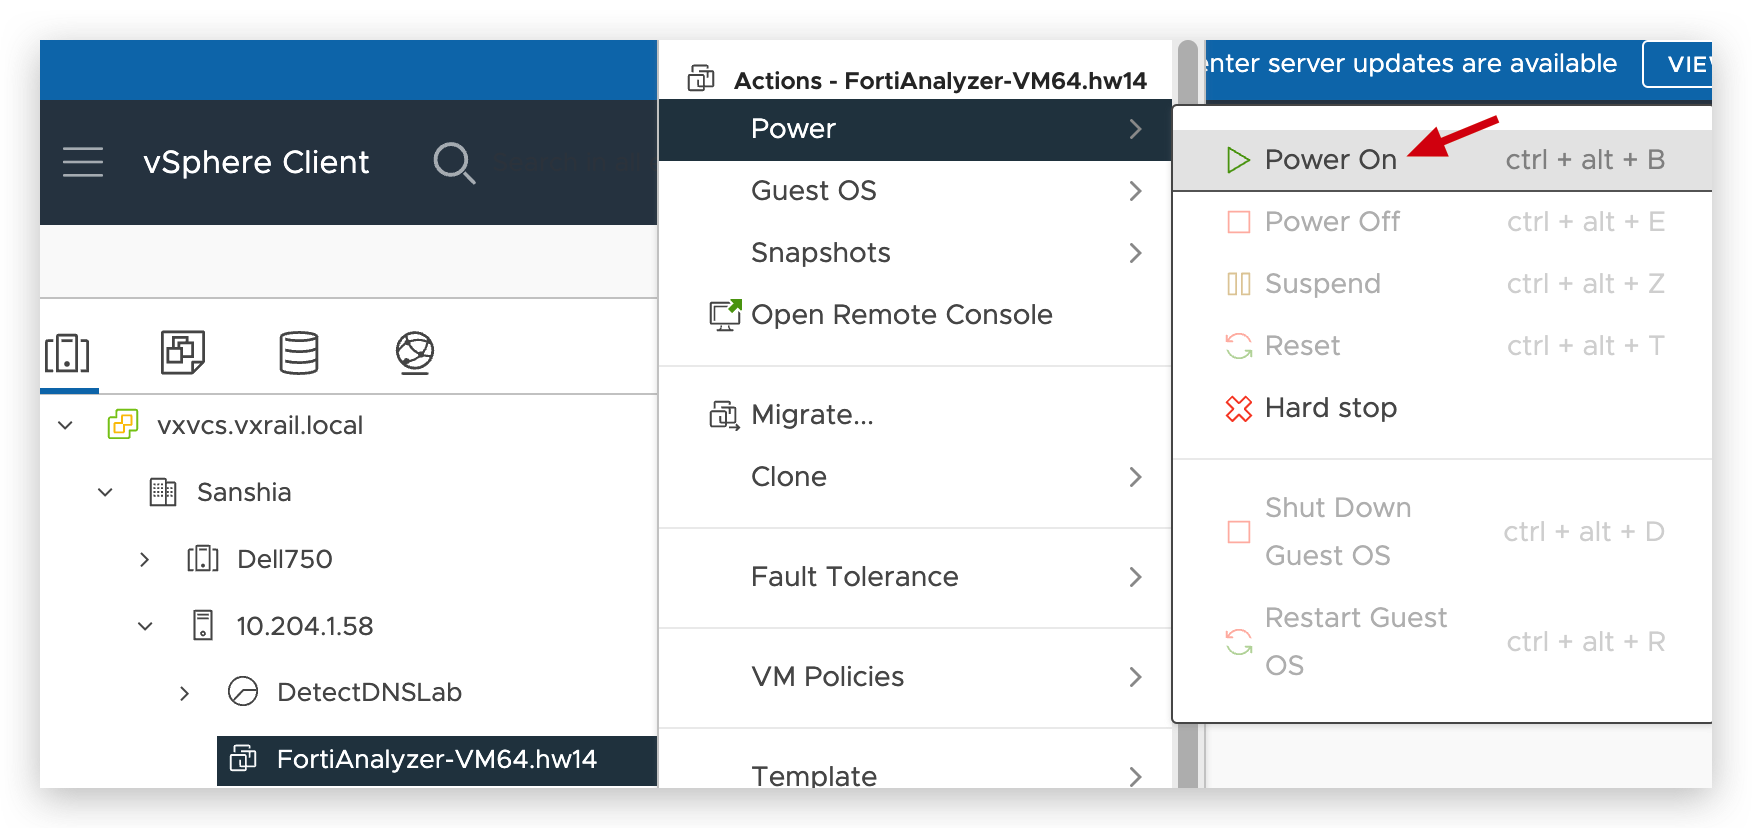 vSphere Client
vxvcs.vxrail.local
Sanshia
Dell750
10.204.1.58
DetectDNSLab
FortiAnalyzer-VM64.hw14
Actions - FortiAnalyzer-VM64.hw14
Power
Guest OS
Snapshots
Open Remote Console
Migrate...
Clone
Fault Tolerance
VM Policies
Template
server updates are available
Power On ctrl + alt + B
Power Off ctrl + alt + E
Suspend ctrl + alt + Z
Reset ctrl + alt + T
Hard stop
Shut Down
Guest OS ctrl + alt + D
Restart Guest
OS ctrl + alt + R